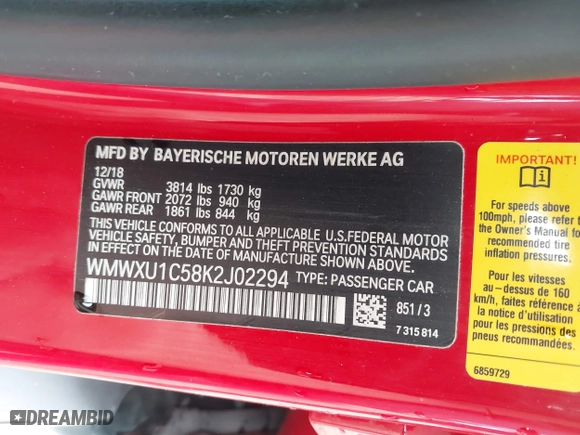 MFD BY BAYERISCHE MOTOREN WERKE AG
12/18
GVWR 3814 lbs 1730 kg
GAWR FRONT 2072 lbs 940 kg
GAWR REAR 1861 lbs 844 kg
THIS VEHICLE CONFORMS TO ALL APPLICABLE U.S.FEDERAL MOTOR
VEHICLE SAFETY, BUMPER AND THEFT PREVENTION STANDARDS
IN EFFECT ON THE DATE OF MANUFACTURE SHOWN ABOVE.
WMWXU1C58K2J02294 TYPE: PASSENGER CAR
851/3
7 315 814
IMPORTANT!
For speeds above
100mph, please refer t
the Owner's Manual for
recommended tire
inflation pressures.
Pour les vitesses
au-dessus de 160
km/h, faites référence à
la notice d'utilisation
pour les pressions des
pneus recommandées.
6859729
DREAMBID